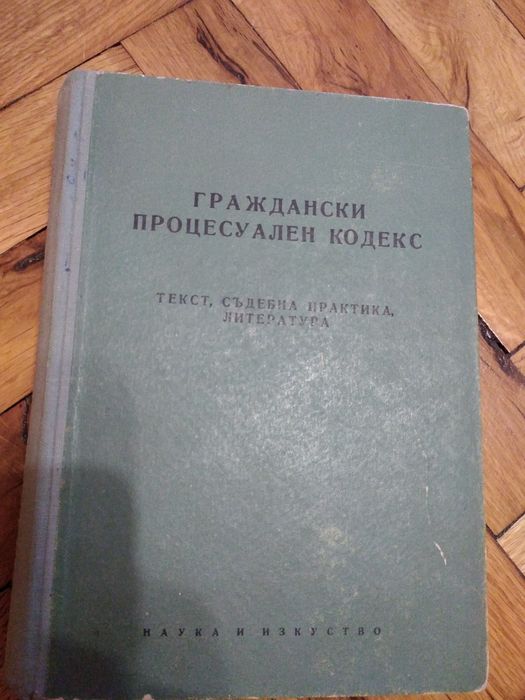 ГРАЖДАНСКИ
ПРОЦЕСУАЛЕН КОДЕКС
ТЕКСТ, СЪДЕБНА ПРАКТИКА,
ЛИТЕРАТУРА
НАУКА И ИЗКУСТВО